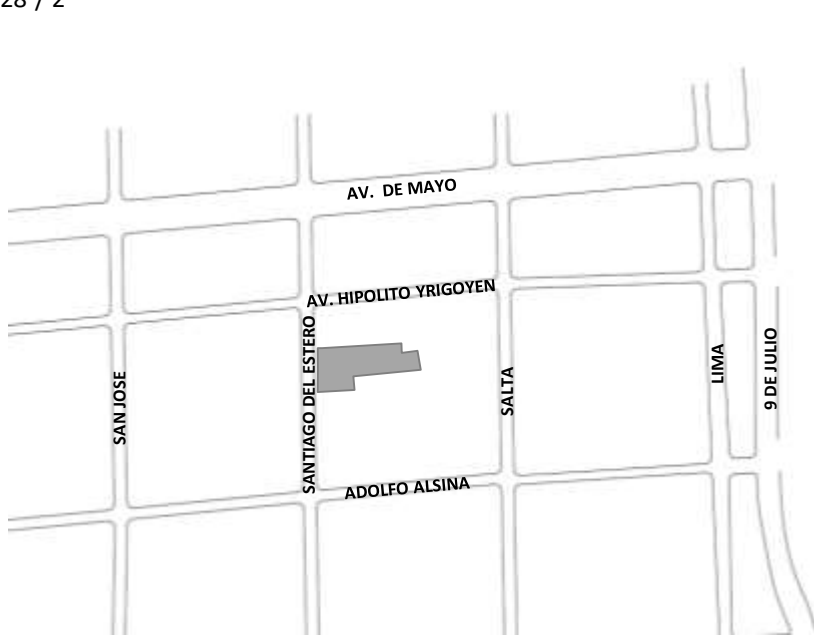 28 / 2
AV. DE MAYO
AV. HIPOLITO YRIGOYEN
SAN JOSE
SANTIAGO DEL ESTERO
SALTA
LIMA
9 DE JULIO
ADOLFO ALSINA